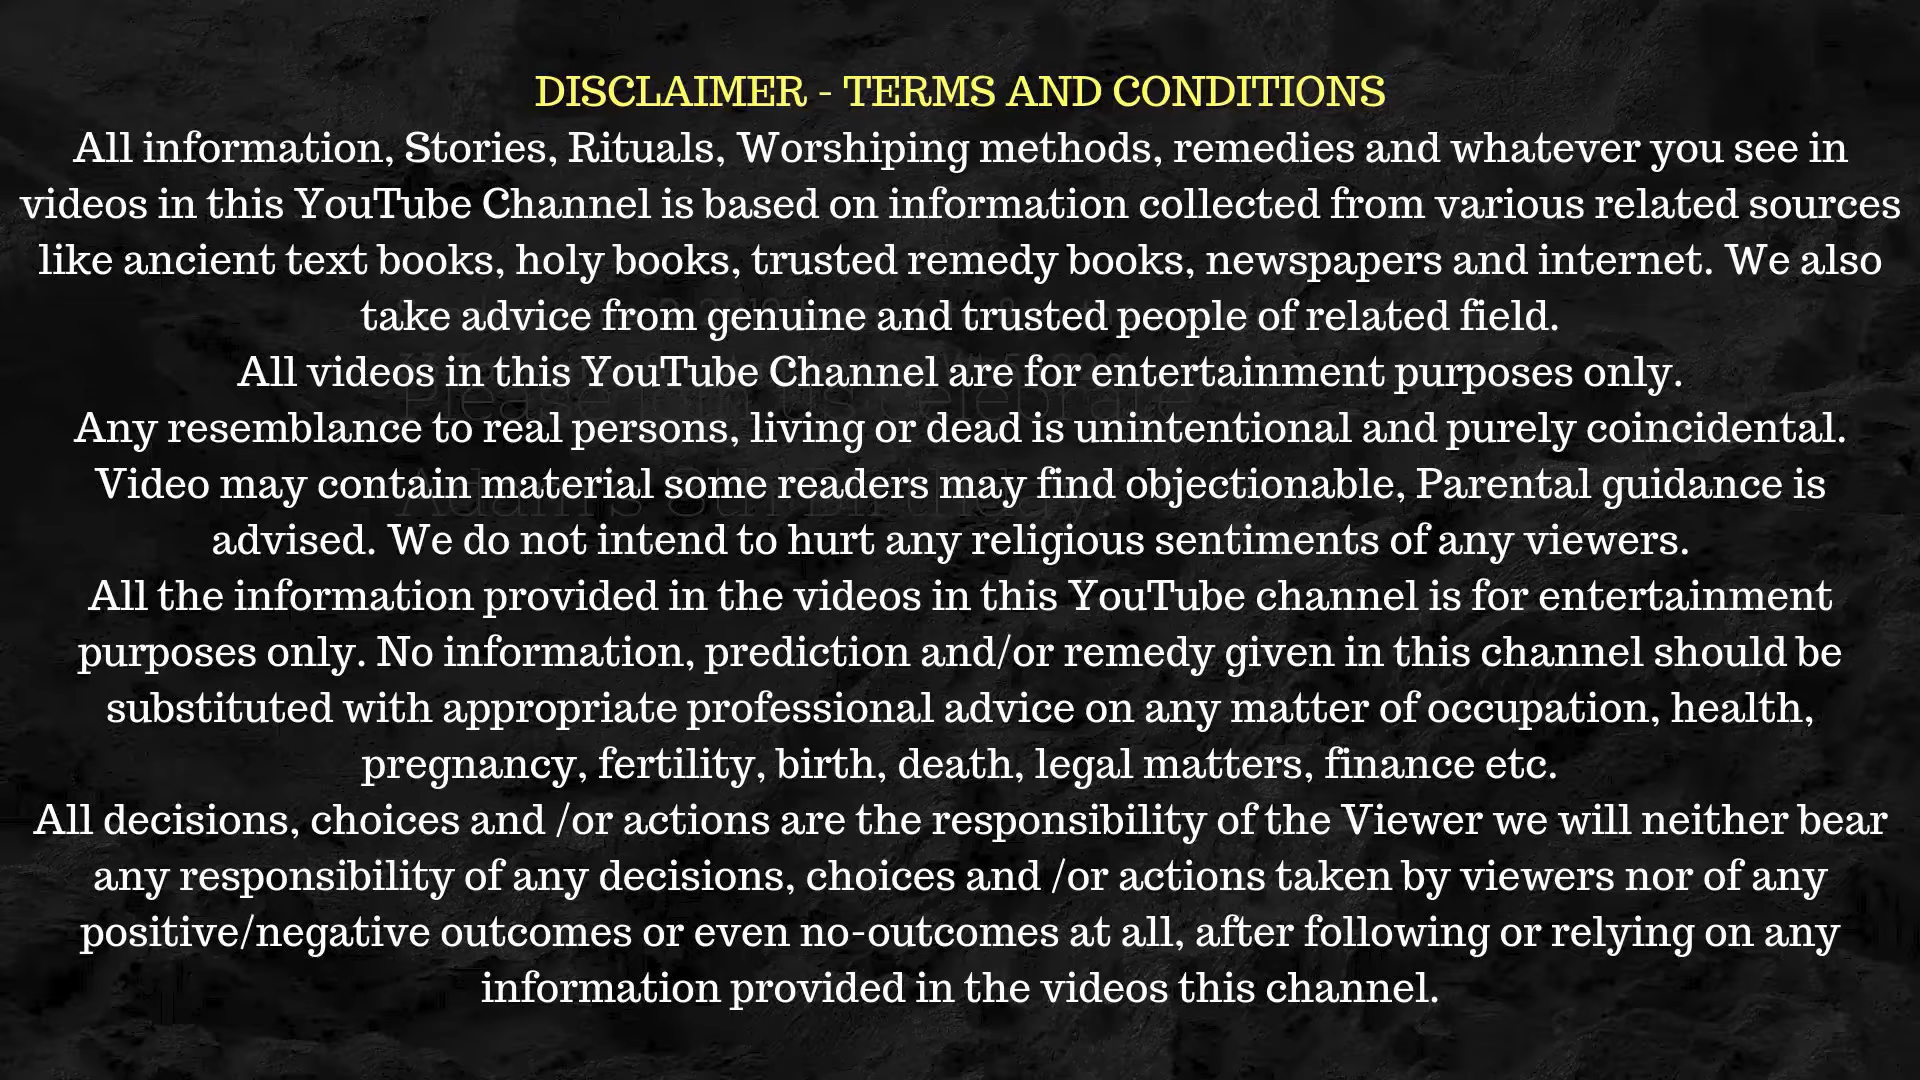 DISCLAIMER - TERMS AND CONDITIONS
All information, Stories, Rituals, Worshiping methods, remedies and whatever you see in
videos in this YouTube Channel is based on information collected from various related sources
like ancient text books, holy books, trusted remedy books, newspapers and internet. We also
take advice from genuine and trusted people of related field.
All videos in this YouTube Channel are for entertainment purposes only.
Please join us celebrate
Any resemblance to real persons, living or dead is unintentional and purely coincidental.
Video may contain material some readers may find objectionable, Parental guidance is
Adam's 8th Birthday!
advised. We do not intend to hurt any religious sentiments of any viewers.
All the information provided in the videos in this YouTube channel is for entertainment
purposes only. No information, prediction and/or remedy given in this channel should be
substituted with appropriate professional advice on any matter of occupation, health,
pregnancy, fertility, birth, death, legal matters, finance etc.
All decisions, choices and /or actions are the responsibility of the Viewer we will neither bear
any responsibility of any decisions, choices and /or actions taken by viewers nor of any
positive/negative outcomes or even no-outcomes at all, after following or relying on any
information provided in the videos this channel.